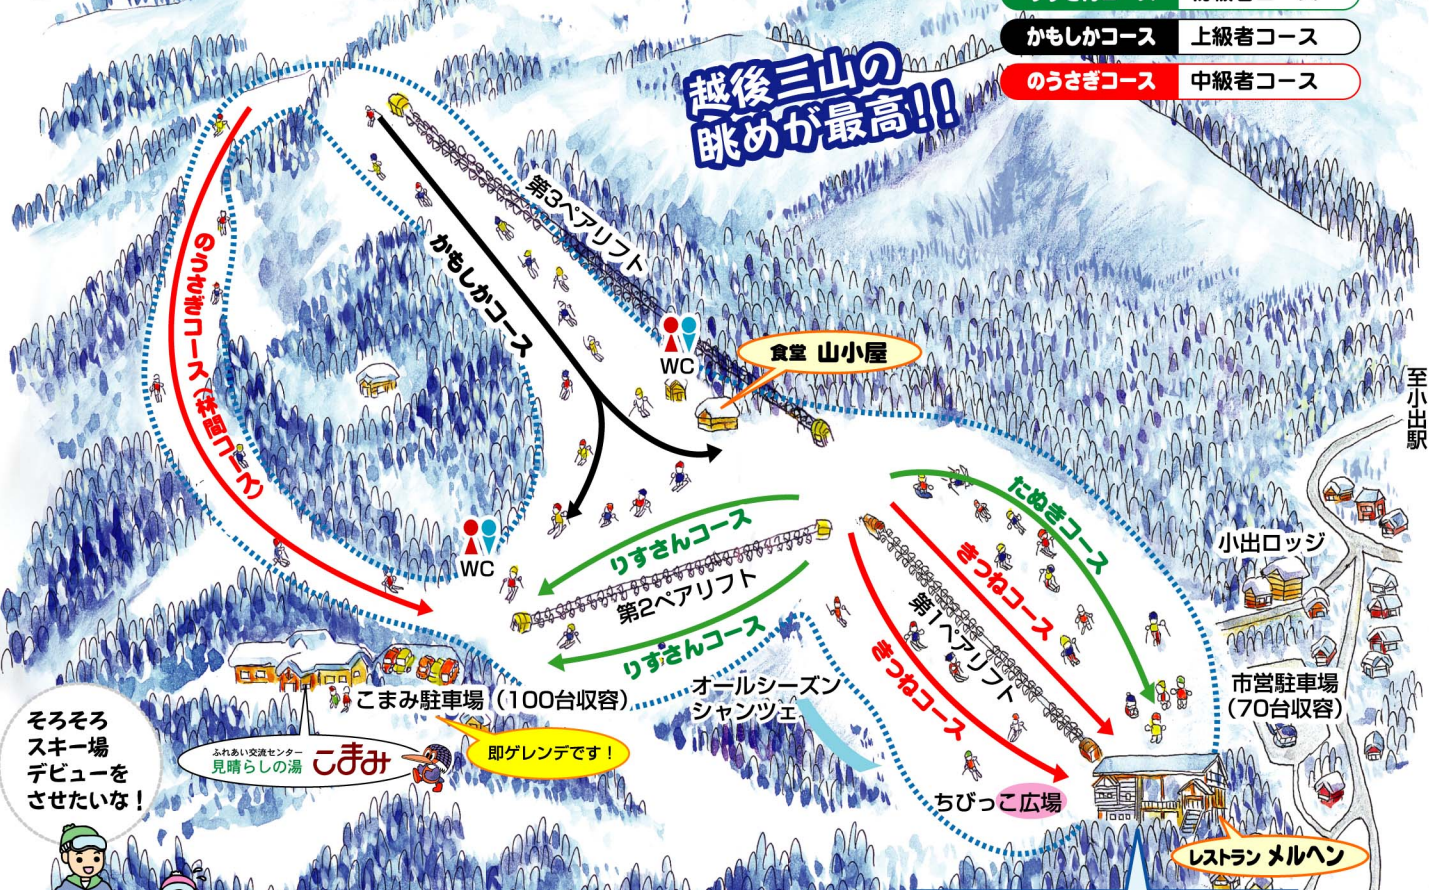 かもしかコース 上級者コース
のうさぎコース 中級者コース
越後三山の
眺めが最高!!
第3ペアリフト
かもしかコース
のうさぎコース(林間コース)
WC
食堂 山小屋
至小出駅
たぬきコース
りすさんコース
第2ペアリフト
りすさんコース
きつねコース
第1ペアリフト
きつねコース
WC
小出ロッジ
市営駐車場
(70台収容)
オールシーズン
シャンツェ
こまみ駐車場(100台収容)
即ゲレンデです!
ふれあい交流センター
見晴らしの湯 こまみ
そろそろ
スキー場
デビューを
させたいな!
ちびっこ広場
レストラン メルヘン